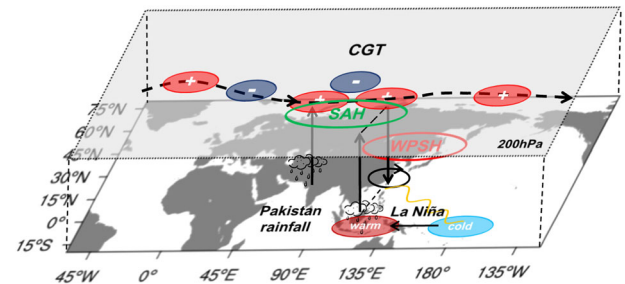 CGT
+
-
-
+
+
+
SAH
75°N
60°N
45°N
30°N
15°N
0°
15°S
WPSH
200hPa
Pakistan
rainfall
La Niña
warm
cold
45°W
0°
45°E
90°E
135°E
180°
135°W